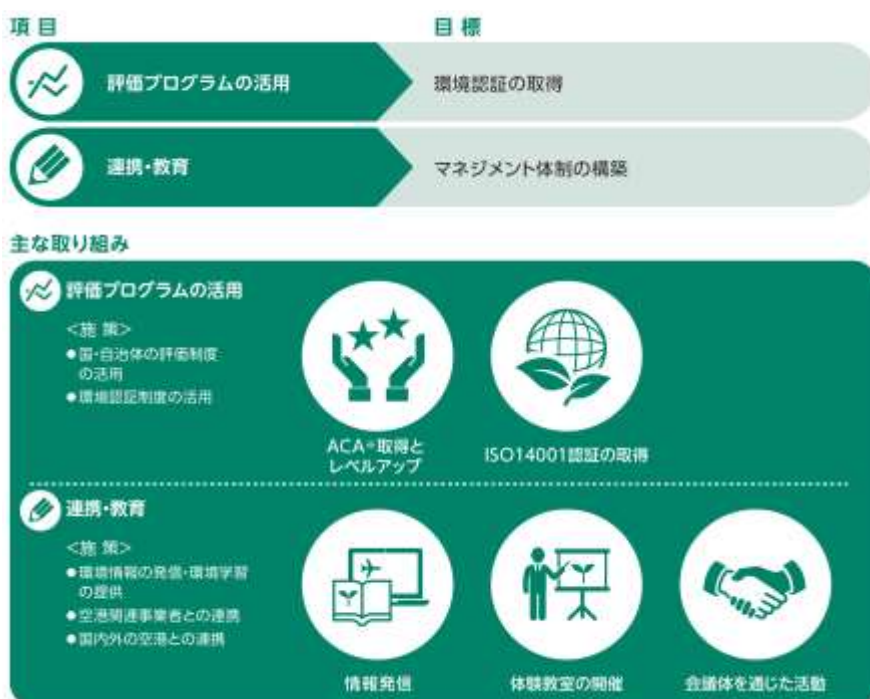 項目
目標
評価プログラムの活用
環境認証の取得
連携・教育
マネジメント体制の構築
主な取り組み
評価プログラムの活用
<施 策>
●国・自治体の評価制度
の活用
●環境認証制度の活用
ACA※取得と
レベルアップ
ISO14001認証の取得
連携・教育
<施 策>
●環境情報の発信・環境学習
の提供
●空港関連事業者との連携
●国内外の空港との連携
情報発信
体験教室の開催
会議体を通じた活動